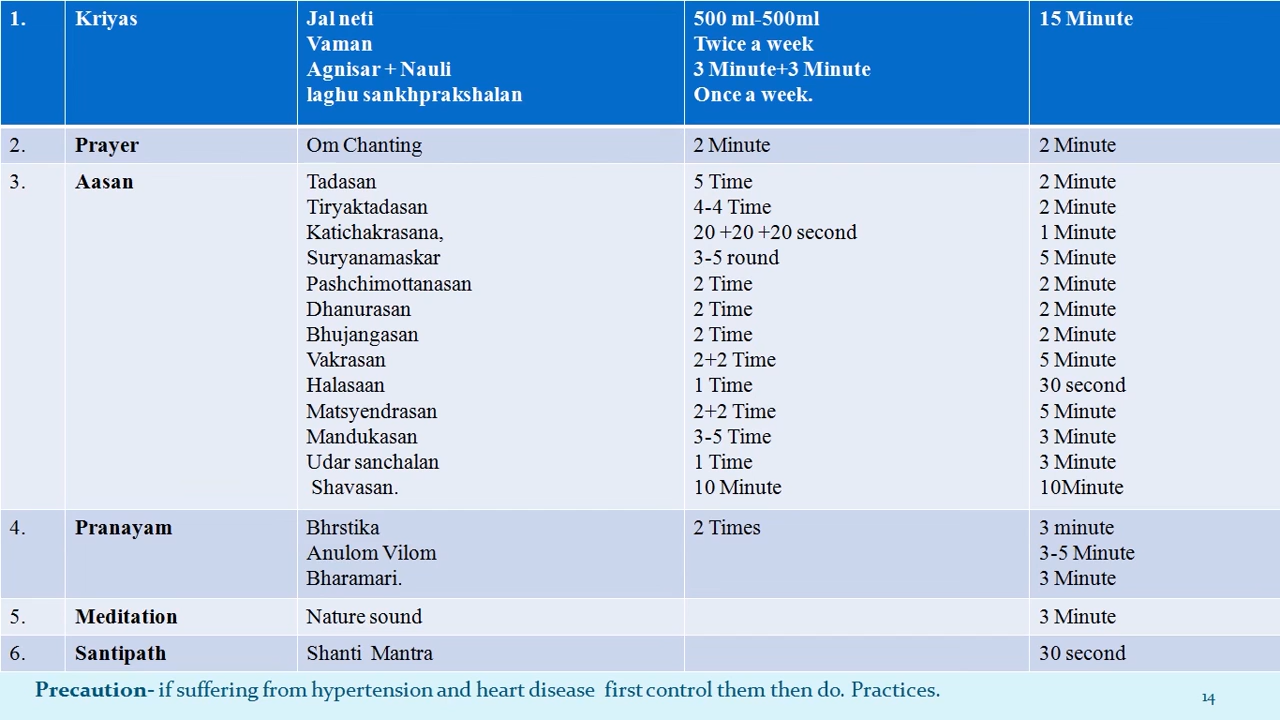 1. Kriyas Jal neti 500 ml-500ml 15 Minute
Vaman Twice a week
Agnisar + Nauli 3 Minute+3 Minute
laghu sankhprakshalan Once a week.
2. Prayer Om Chanting 2 Minute 2 Minute
3. Aasan Tadasan 5 Time 2 Minute
Tiryaktadasan 4-4 Time 2 Minute
Katichakrasana, 20 +20 +20 second 1 Minute
Suryanamaskar 3-5 round 5 Minute
Pashchimottanasan 2 Time 2 Minute
Dhanurasan 2 Time 2 Minute
Bhujangasan 2 Time 2 Minute
Vakrasan 2+2 Time 5 Minute
Halasaan 1 Time 30 second
Matsyendrasan 2+2 Time 5 Minute
Mandukasan 3-5 Time 3 Minute
Udar sanchalan 1 Time 3 Minute
Shavasan. 10 Minute 10Minute
4. Pranayam Bhrstika 2 Times 3 minute
Anulom Vilom 3-5 Minute
Bharamari. 3 Minute
5. Meditation Nature sound 3 Minute
6. Santipath Shanti Mantra 30 second
Precaution- if suffering from hypertension and heart disease first control them then do. Practices.
14